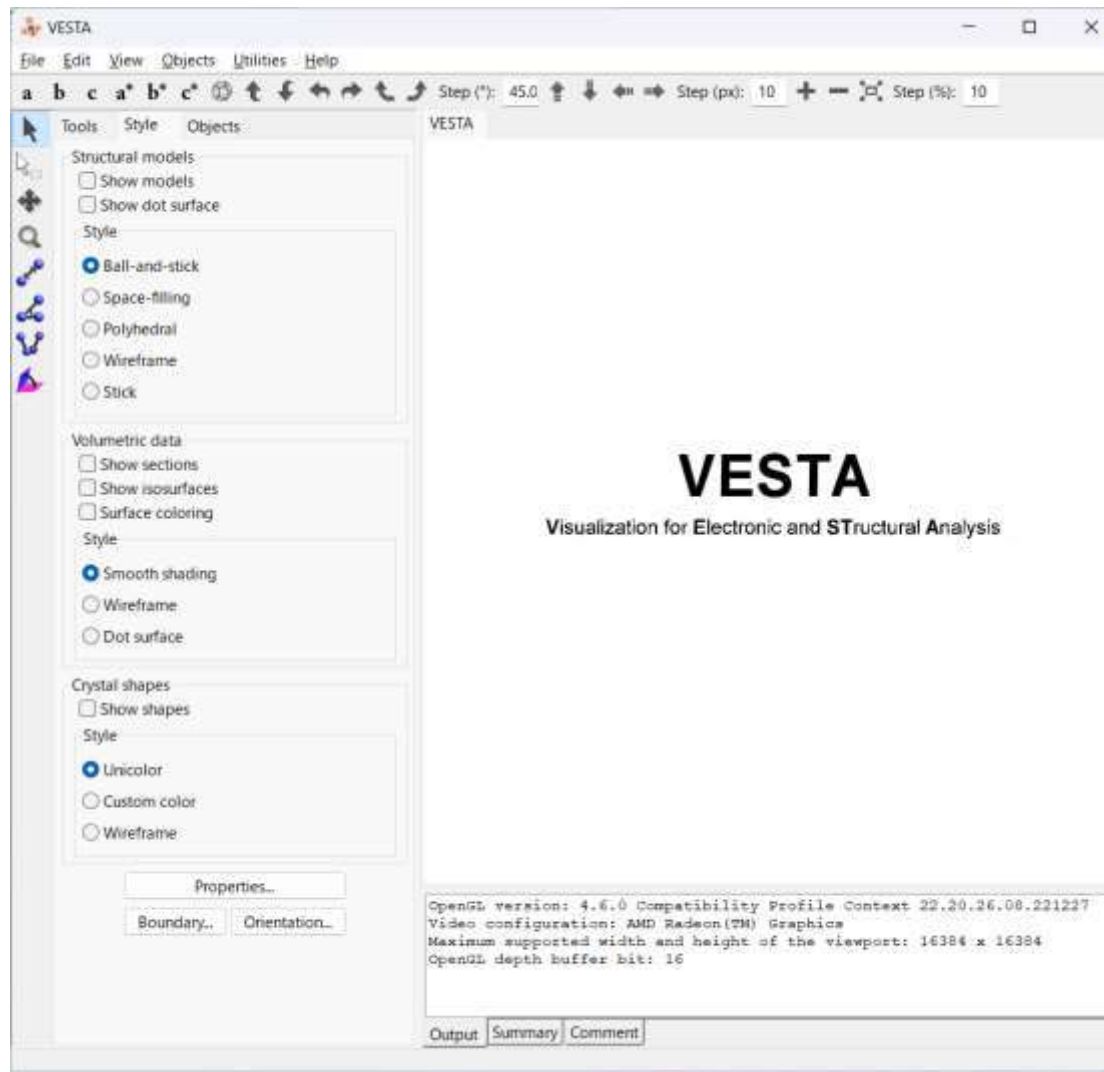 VESTA
File Edit View Objects Utilities Help
a b c a* b* c* Step (°): 45.0 Step (px): 10 Step (%): 10
Tools Style Objects
VESTA
Structural models
Show models
Show dot surface
Style
Ball-and-stick
Space-filling
Polyhedral
Wireframe
Stick
Volumetric data
Show sections
Show isosurfaces
Surface coloring
Style
Smooth shading
Wireframe
Dot surface
Crystal shapes
Show shapes
Style
Unicolor
Custom color
Wireframe
Properties...
Boundary... Orientation...
VESTA
Visualization for Electronic and STructural Analysis
OpenGL version: 4.6.0 Compatibility Profile Context 22.20.26.08.221227
Video configuration: AMD Radeon(TM) Graphics
Maximum supported width and height of the viewport: 16384 x 16384
OpenGL depth buffer bit: 16
Output Summary Comment